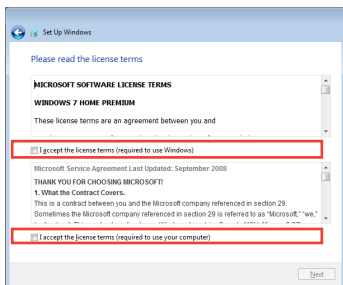 Set Up Windows
Please read the license terms
MICROSOFT SOFTWARE LICENSE TERMS
WINDOWS 7 HOME PREMIUM
These license terms are an agreement between you and
I accept the license terms (required to use Windows)
Microsoft Service Agreement Last Updated: September 2008
THANK YOU FOR CHOOSING MICROSOFT!
1. What the Contract Covers.
This is a contract between you and the Microsoft company referenced in section 29.
Sometimes the Microsoft company referenced in section 29 is referred to as "Microsoft," "we,"
I accept the license terms (required to use your computer)
Next